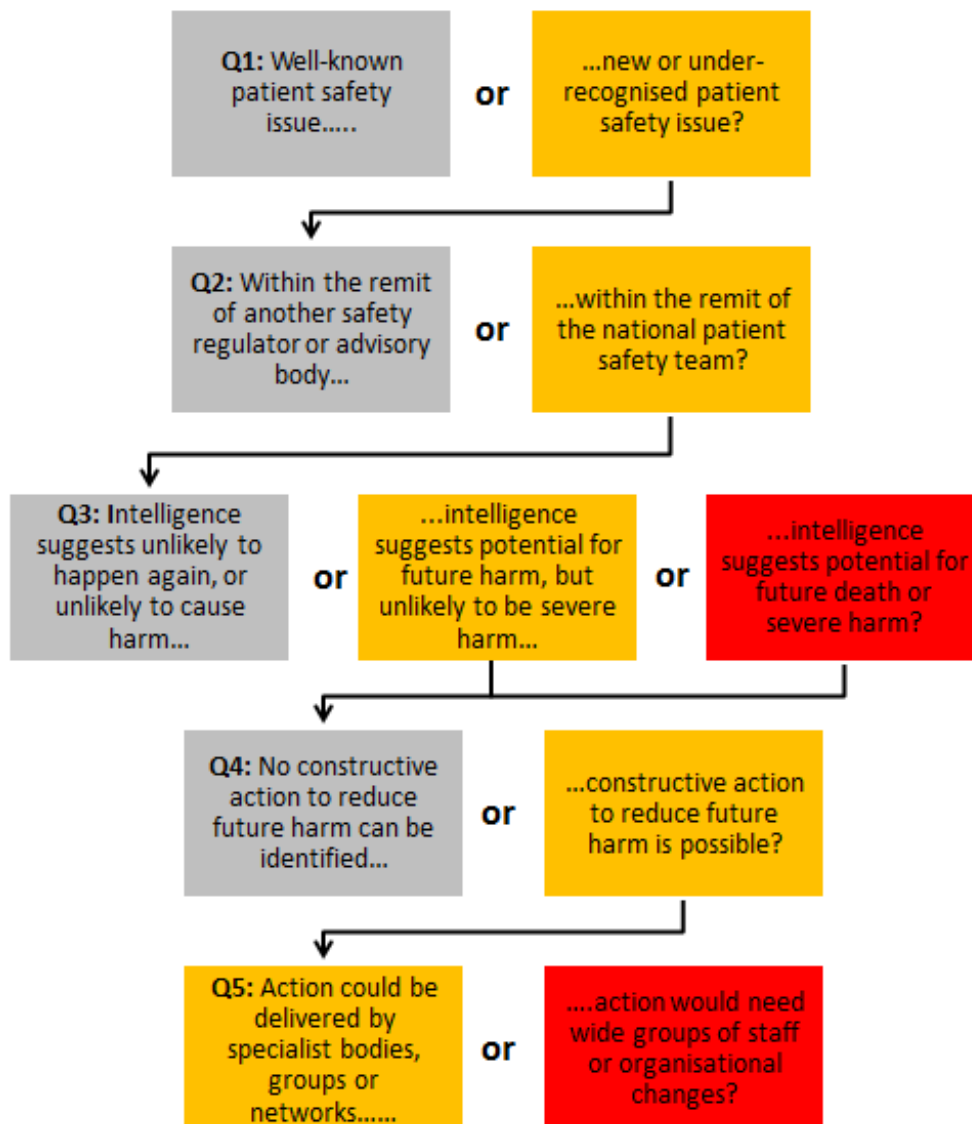 Q1: Well-known
patient safety
issue.....
or
...new or under-
recognised patient
safety issue?
Q2: Within the remit
of another safety
regulator or advisory
body...
or
...within the remit of
the national patient
safety team?
Q3: Intelligence
suggests unlikely to
happen again, or
unlikely to cause
harm...
or
...intelligence
suggests potential for
future harm, but
unlikely to be severe
harm...
or
...intelligence
suggests potential for
future death or
severe harm?
Q4: No constructive
action to reduce
future harm can be
identified...
or
...constructive action
to reduce future
harm is possible?
Q5: Action could be
delivered by
specialist bodies,
groups or
networks......
or
....action would need
wide groups of staff
or organisational
changes?